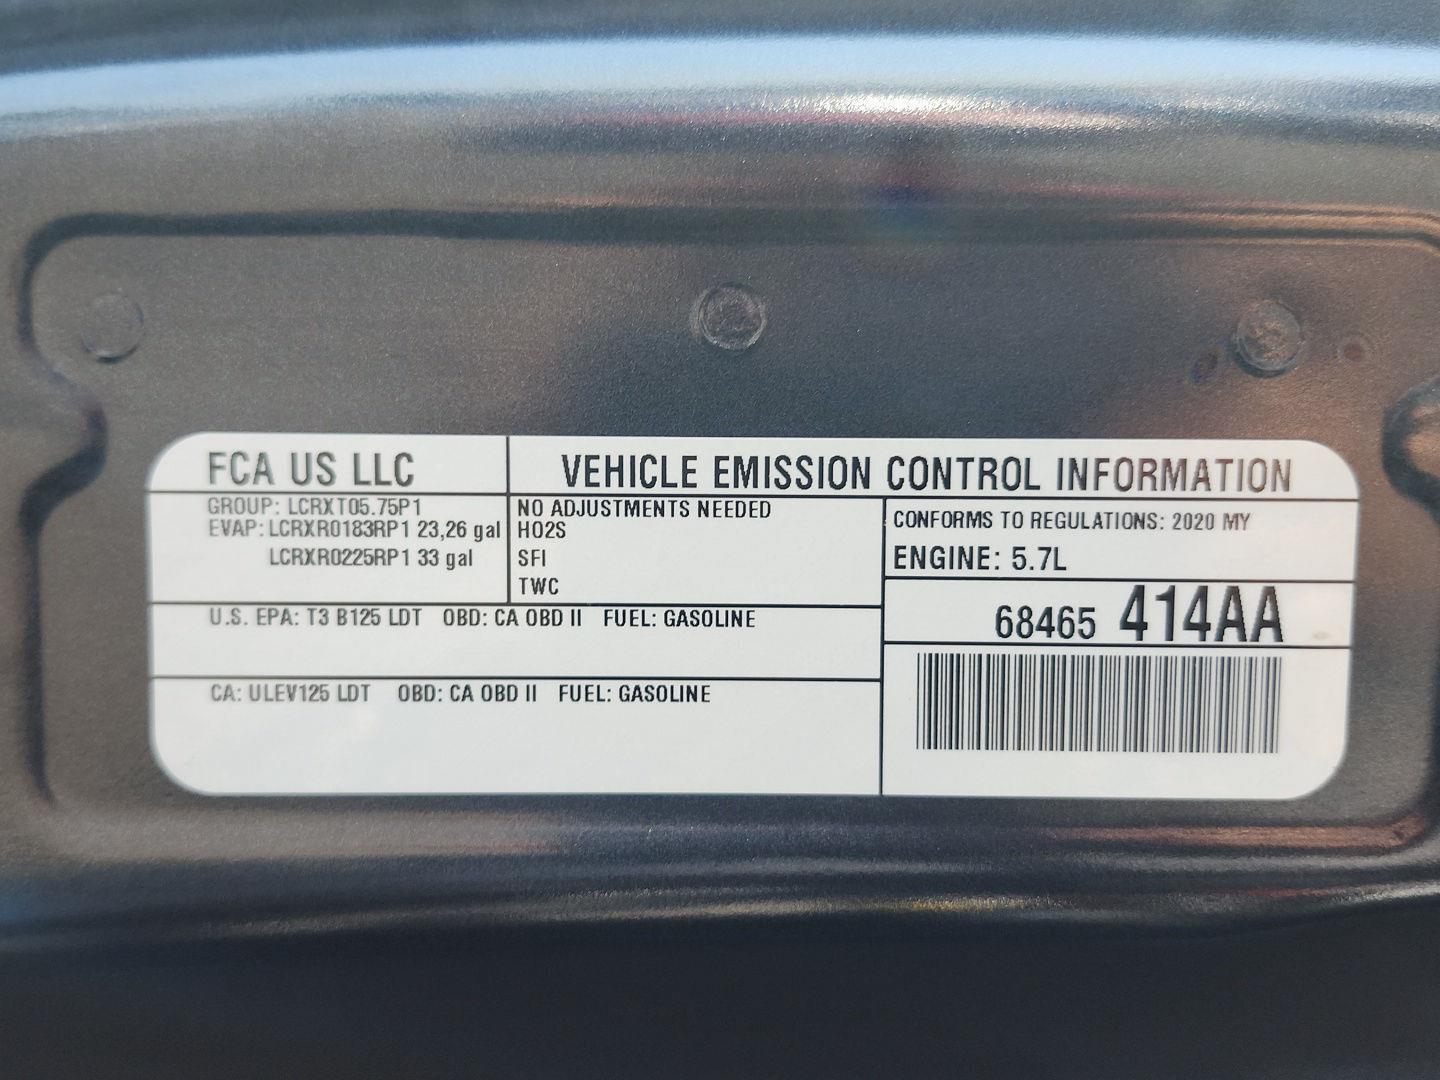 FCA US LLC
VEHICLE EMISSION CONTROL INFORMATION
GROUP: LCRXT05.75P1
EVAP: LCRXR0183RP1 23,26 gal
LCRXR0225RP1 33 gal
NO ADJUSTMENTS NEEDED
HO2S
SFI
TWC
CONFORMS TO REGULATIONS: 2020 MY
ENGINE: 5.7L
68465 414AA
U.S. EPA: T3 B125 LDT OBD: CA OBD II FUEL: GASOLINE
CA: ULEV125 LDT OBD: CA OBD II FUEL: GASOLINE